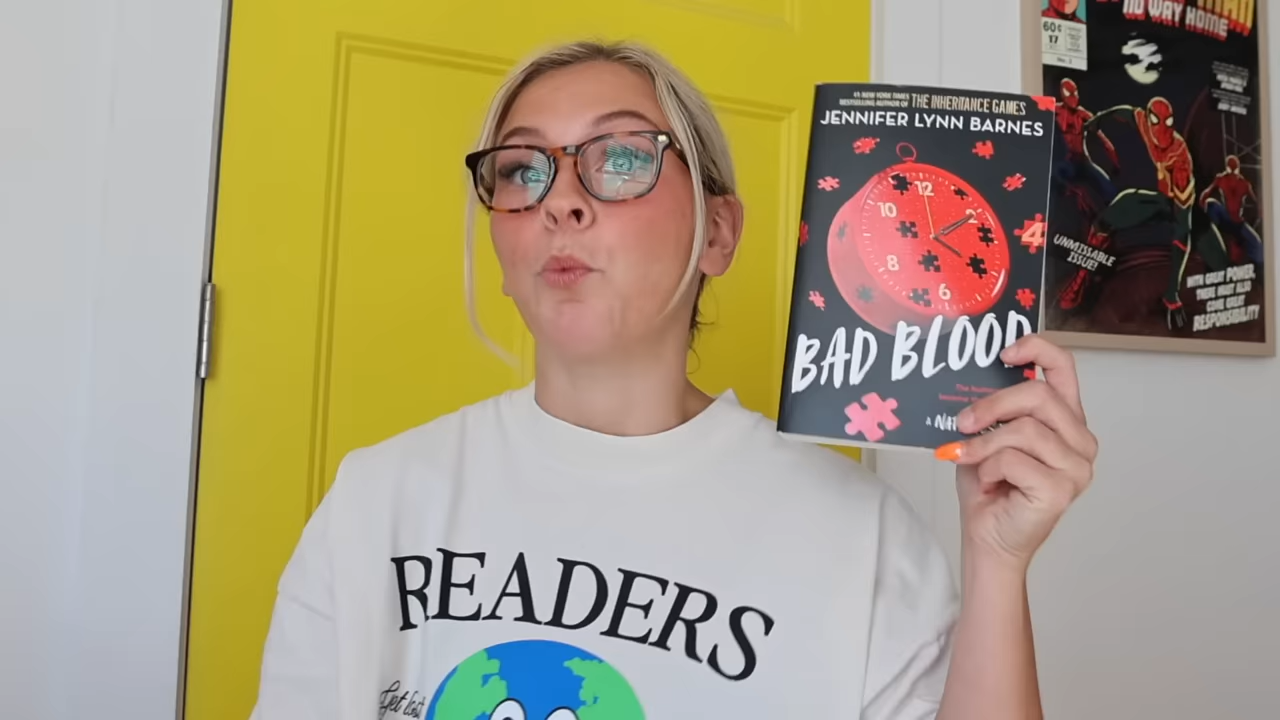 #1 NEW YORK TIMES
BESTSELLING AUTHOR OF THE INHERITANCE GAMES
JENNIFER LYNN BARNES
12
10
2
8
4
6
BAD BLOOD
A
READERS
Get lost
NO WAY HOME
60¢
17
UNMISSABLE
ISSUE!
WITH GREAT POWER,
THERE MUST ALSO
COME GREAT
RESPONSIBILITY